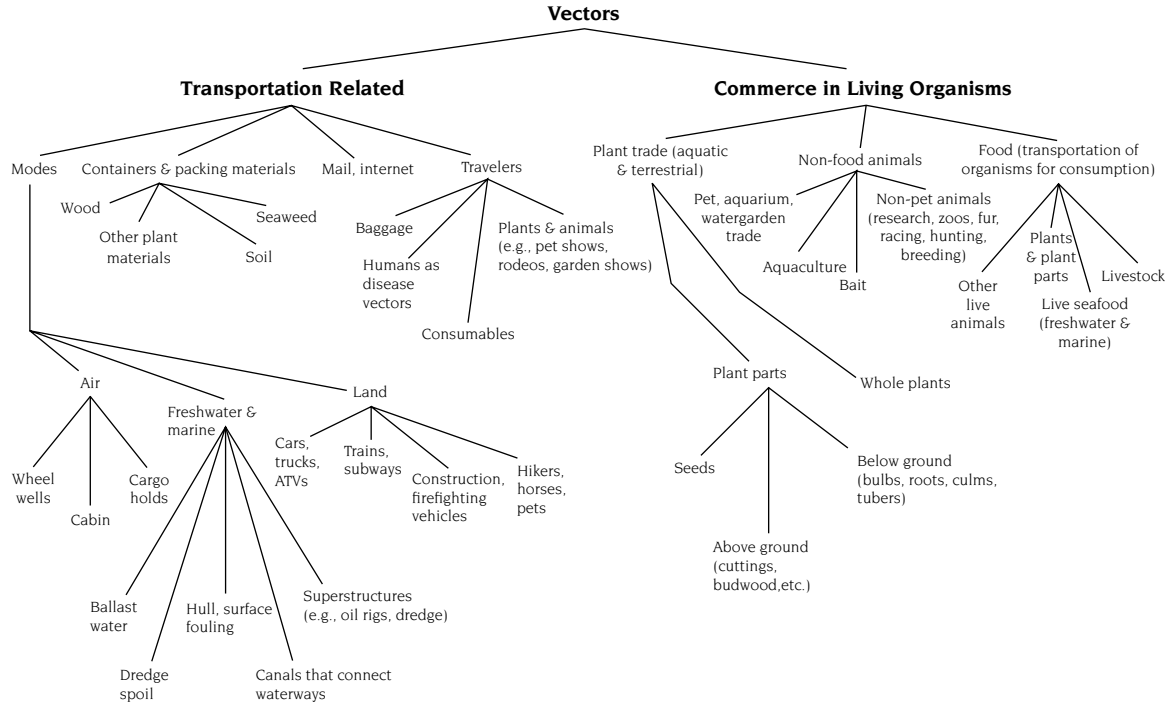 Vectors
Transportation Related
Commerce in Living Organisms
Modes
Containers & packing materials
Mail, internet
Travelers
Plant trade (aquatic
& terrestrial)
Non-food animals
Food (transportation of
organisms for consumption)
Wood
Other plant
materials
Soil
Seaweed
Baggage
Humans as
disease
vectors
Consumables
Plants & animals
(e.g., pet shows,
rodeos, garden shows)
Pet, aquarium,
watergarden
trade
Aquaculture
Bait
Non-pet animals
(research, zoos, fur,
racing, hunting,
breeding)
Other
live
animals
Plants
& plant
parts
Live seafood
(freshwater &
marine)
Livestock
Air
Freshwater &
marine
Land
Plant parts
Whole plants
Wheel
wells
Cabin
Cargo
holds
Cars,
trucks,
ATVs
Trains,
subways
Construction,
firefighting
vehicles
Hikers,
horses,
pets
Seeds
Above ground
(cuttings,
budwood,etc.)
Below ground
(bulbs, roots, culms,
tubers)
Ballast
water
Dredge
spoil
Hull, surface
fouling
Canals that connect
waterways
Superstructures
(e.g., oil rigs, dredge)